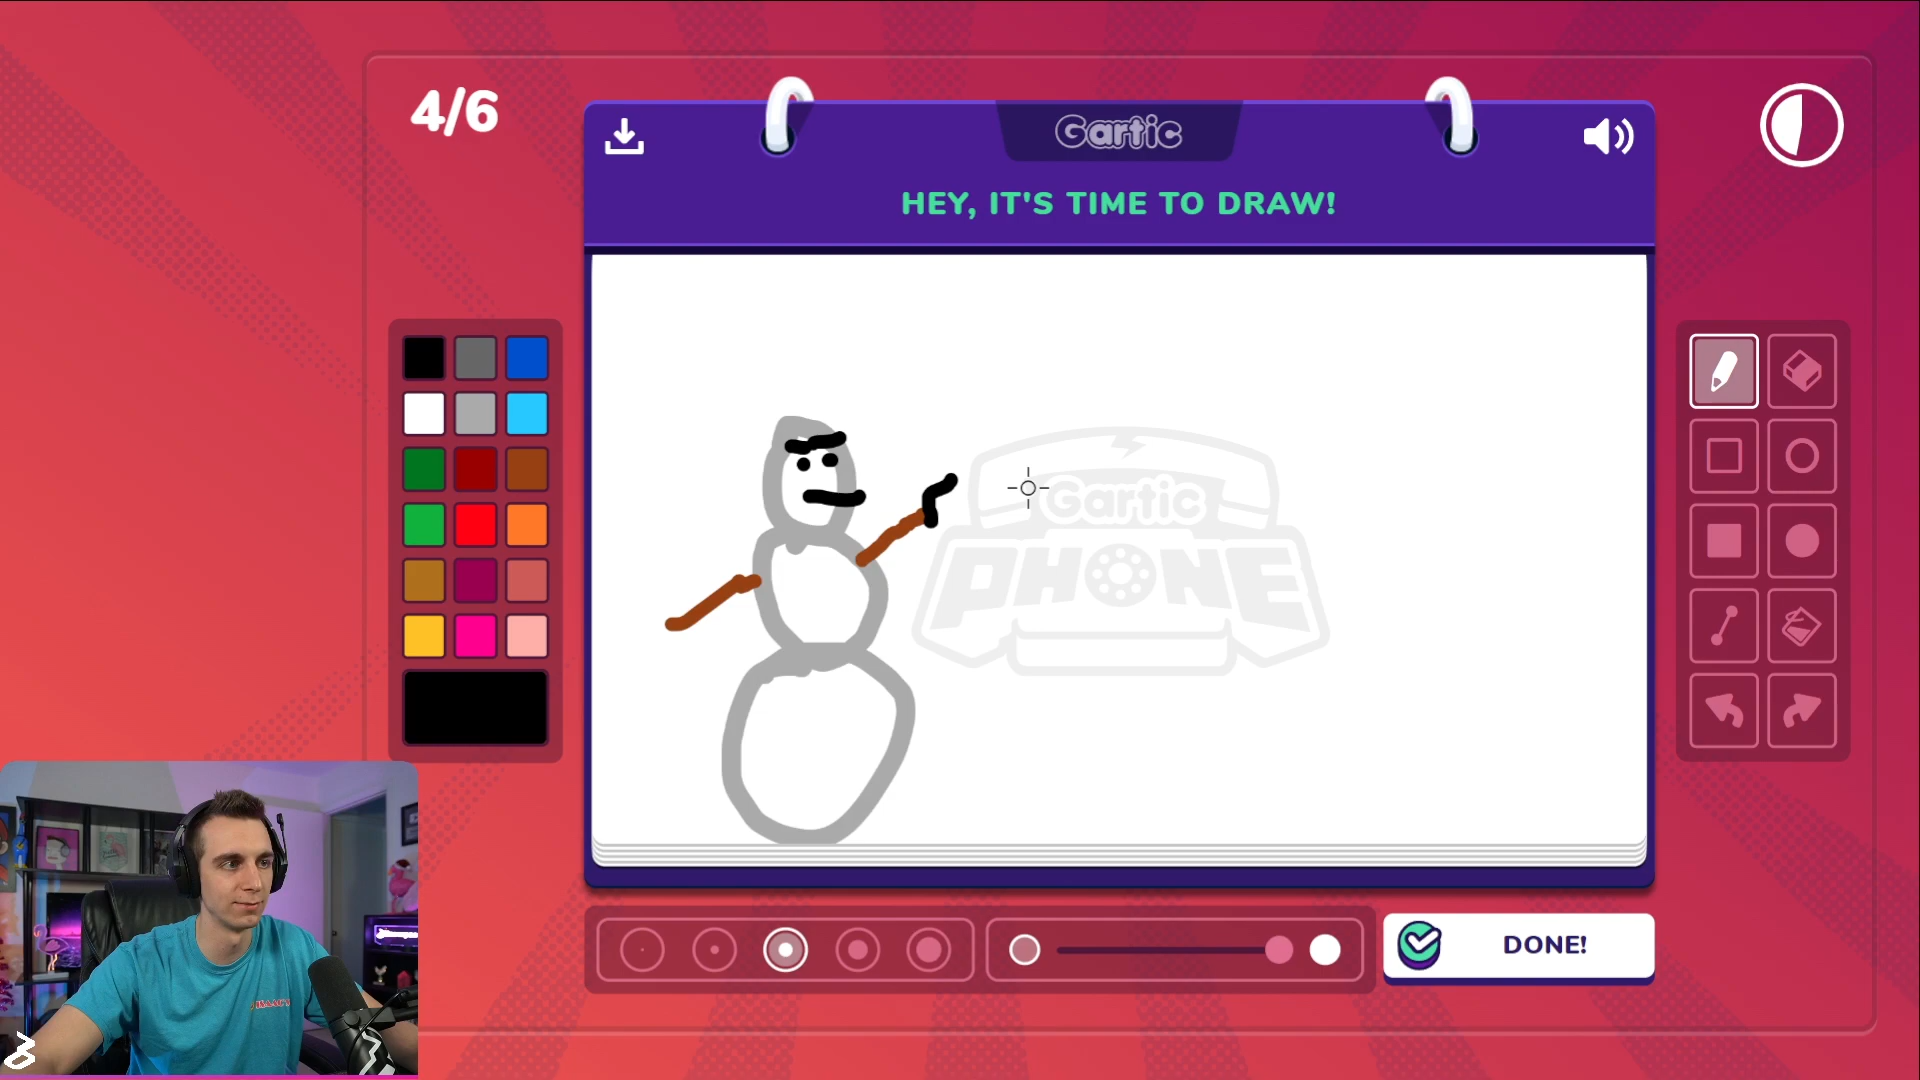 4/6
Gartic
HEY, IT'S TIME TO DRAW!
Gartic
PHONE
DONE!